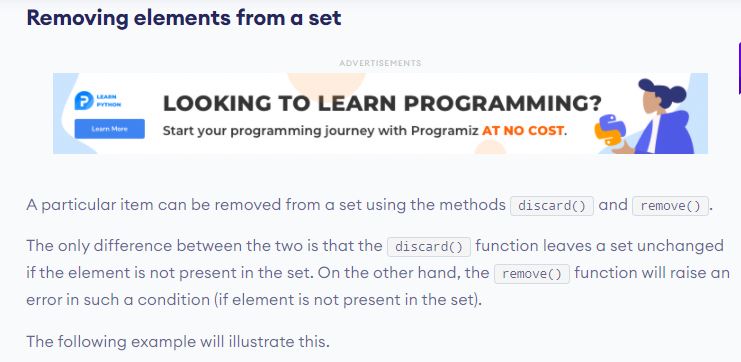 Removing elements from a set
ADVERTISEMENTS
LEARN
PYTHON
Learn More
LOOKING TO LEARN PROGRAMMING?
Start your programming journey with Programiz AT NO COST.
A particular item can be removed from a set using the methods discard() and remove().
The only difference between the two is that the discard() function leaves a set unchanged
if the element is not present in the set. On the other hand, the remove() function will raise an
error in such a condition (if element is not present in the set).
The following example will illustrate this.